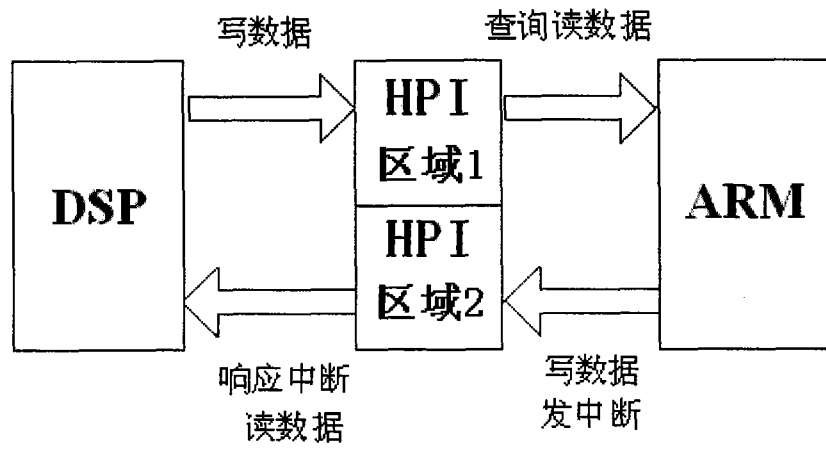 写数据
查询读数据
HPI
区域1
DSP
ARM
HPI
区域2
响应中断
读数据
写数据
发中断